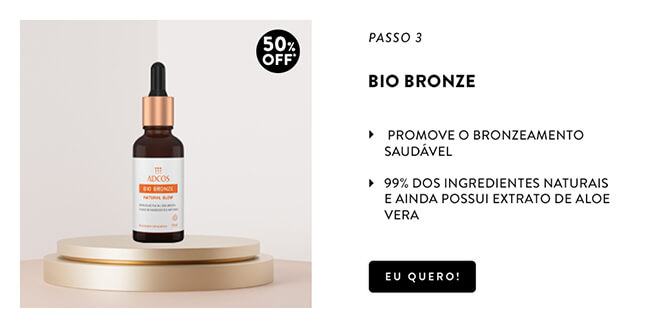 50%
OFF*
ADCOS
BIO BRONZE
NATURAL GLOW
PASSO 3
BIO BRONZE
PROMOVE O BRONZEAMENTO
SAUDÁVEL
99% DOS INGREDIENTES NATURAIS
E AINDA POSSUI EXTRATO DE ALOE
VERA
EU QUERO!